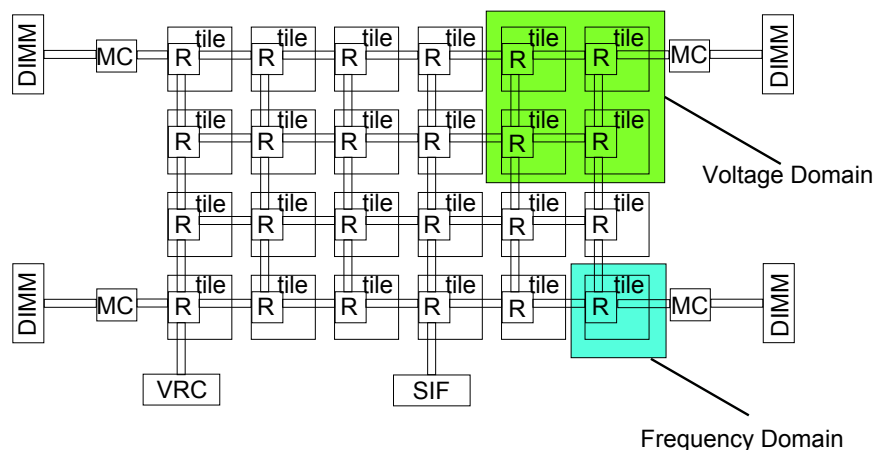 tile tile tile tile tile tile
DIMM MC R R R R R R MC DIMM
tile tile tile tile tile tile
R R R R R R
Voltage Domain
tile tile tile tile tile tile
R R R R R R
tile tile tile tile tile tile
DIMM MC R R R R R R MC DIMM
VRC SIF
Frequency Domain